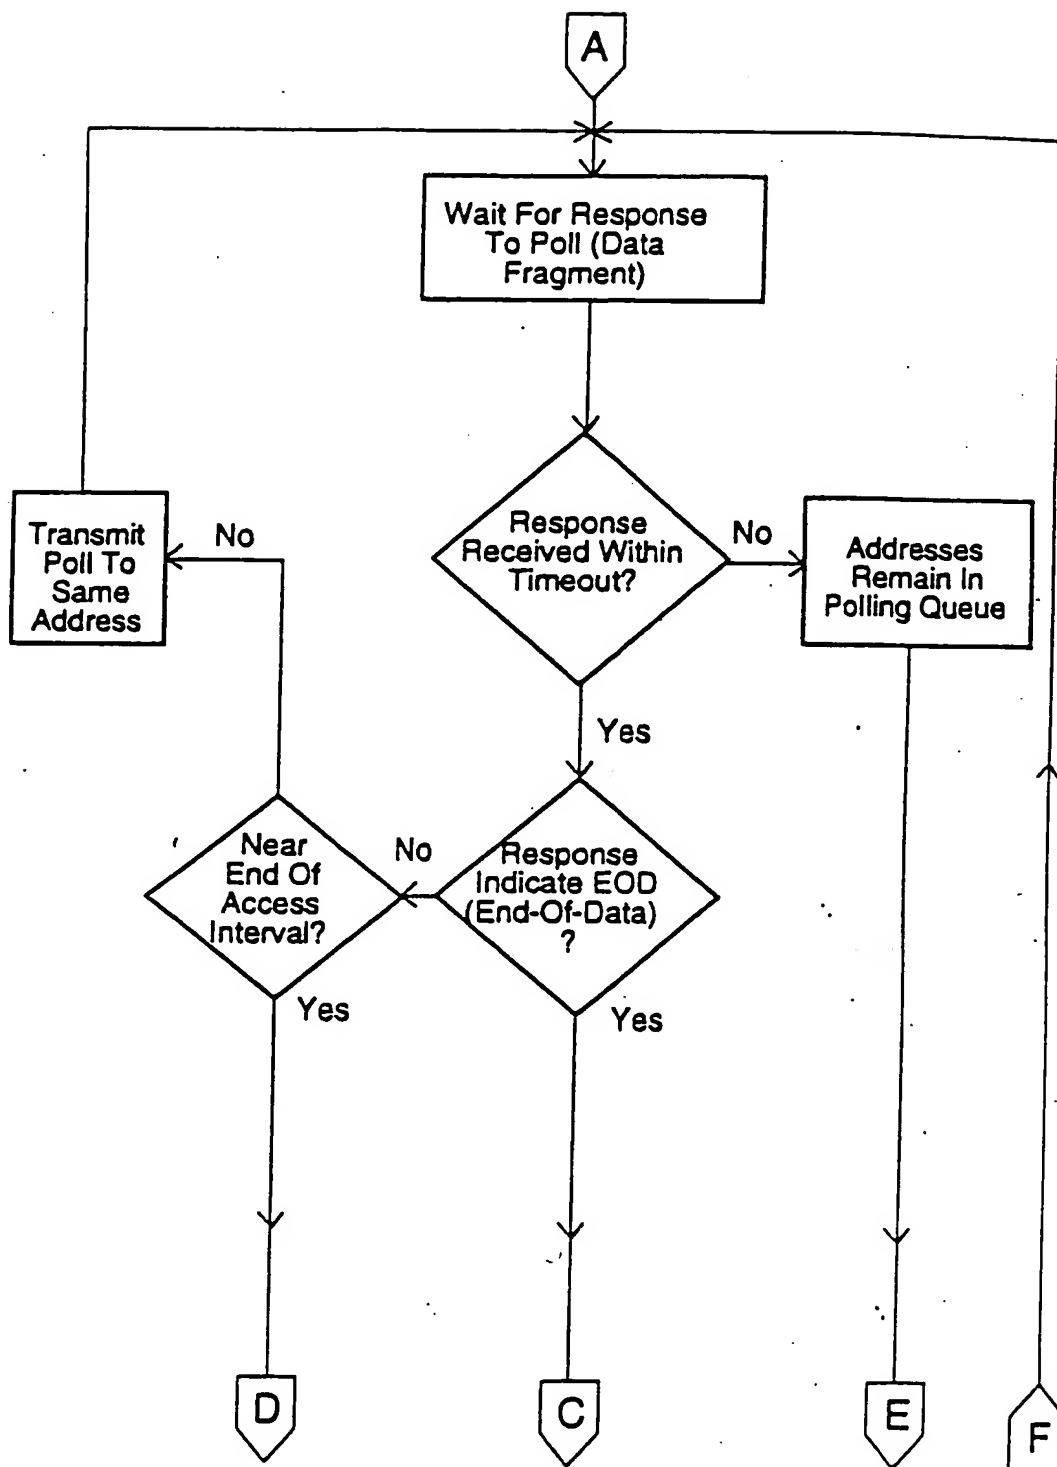 A
Wait For Response
To Poll (Data
Fragment)
Response
Received Within
Timeout?
No
Addresses
Remain In
Polling Queue
Transmit
Poll To
Same
Address
No
Yes
Near
End Of
Access
Interval?
No
Response
Indicate EOD
(End-Of-Data)
?
Yes
Yes
D
C
E
F